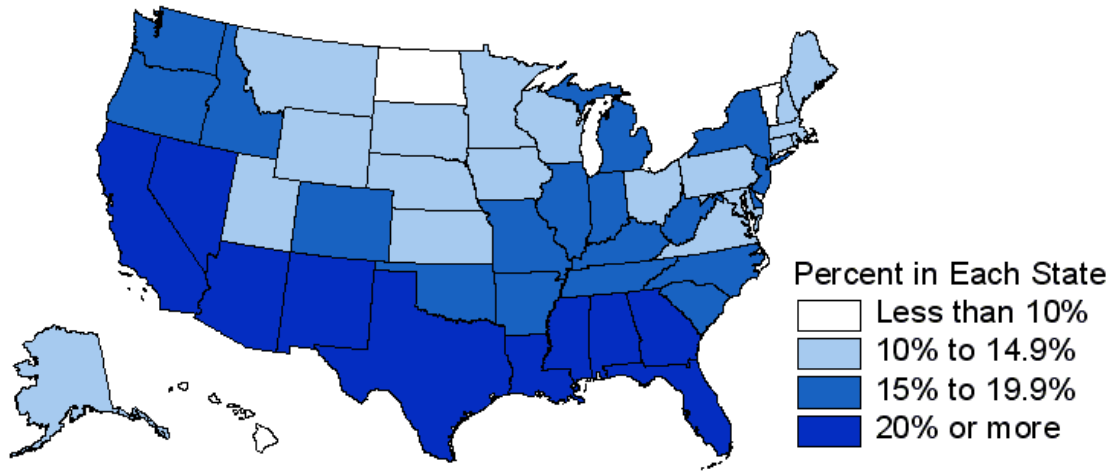 Percent in Each State
Less than 10%
10% to 14.9%
15% to 19.9%
20% or more